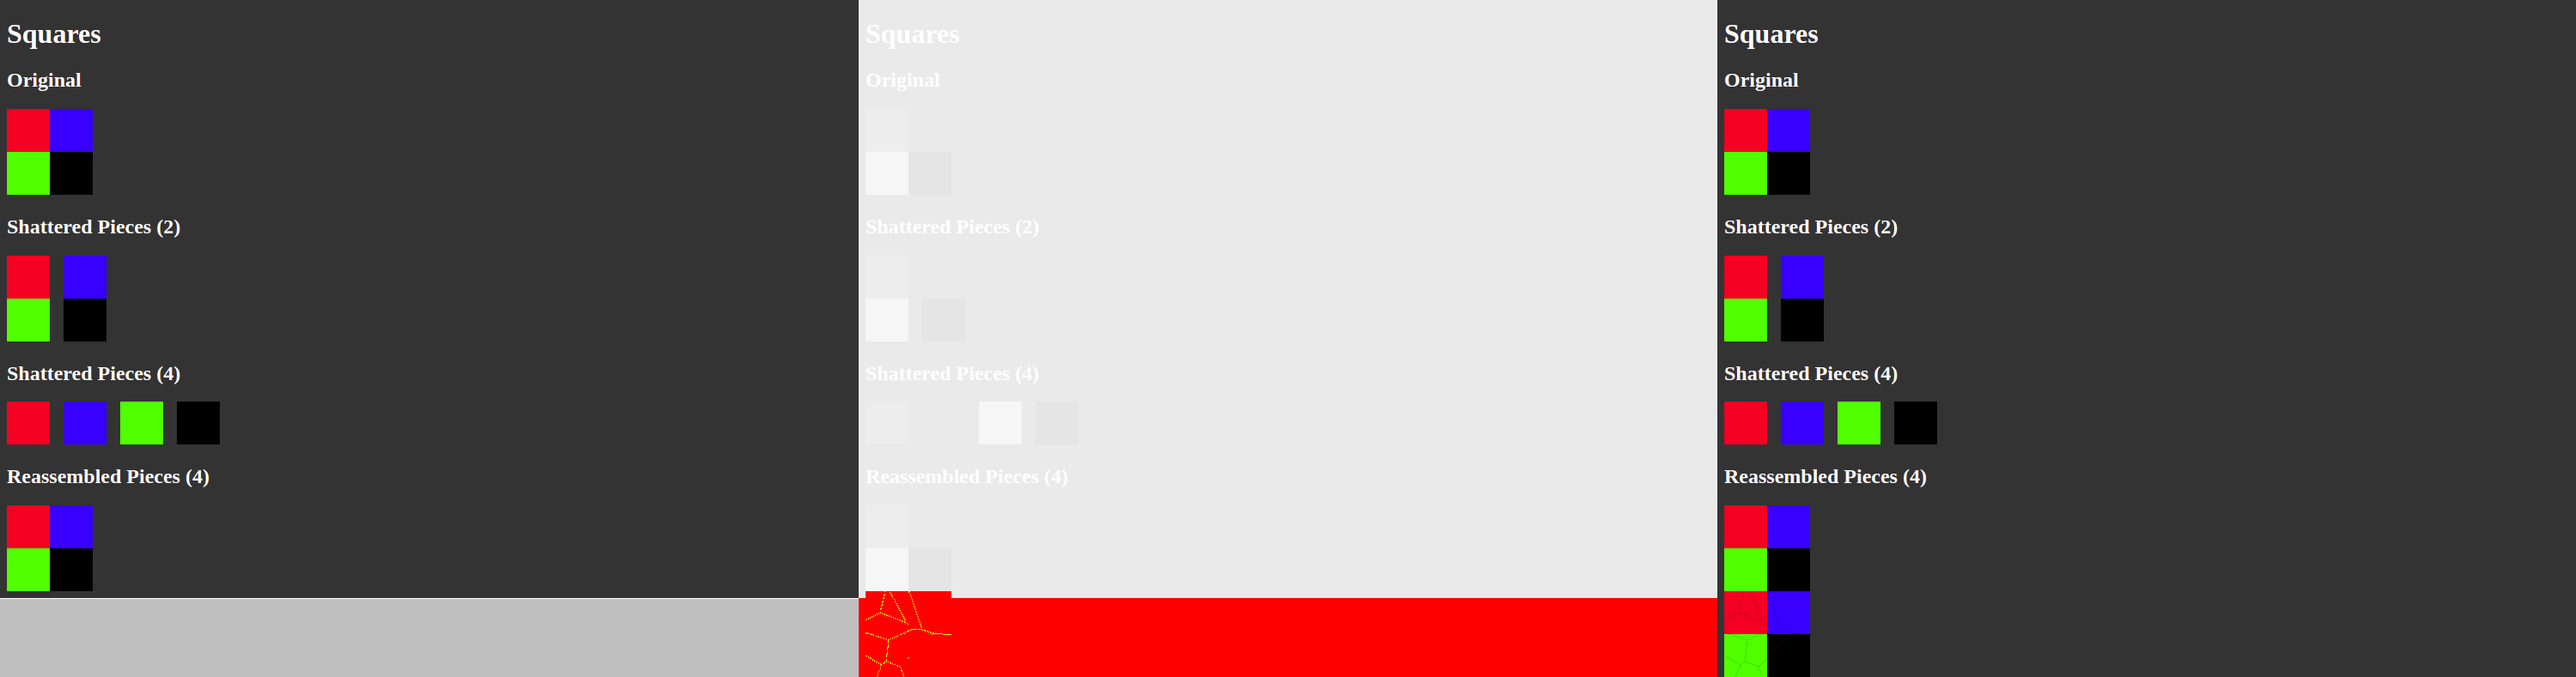 Squares
Original
Shattered Pieces (2)
Shattered Pieces (4)
Reassembled Pieces (4)
Squares
Original
Shattered Pieces (2)
Shattered Pieces (4)
Reassembled Pieces (4)
Squares
Original
Shattered Pieces (2)
Shattered Pieces (4)
Reassembled Pieces (4)